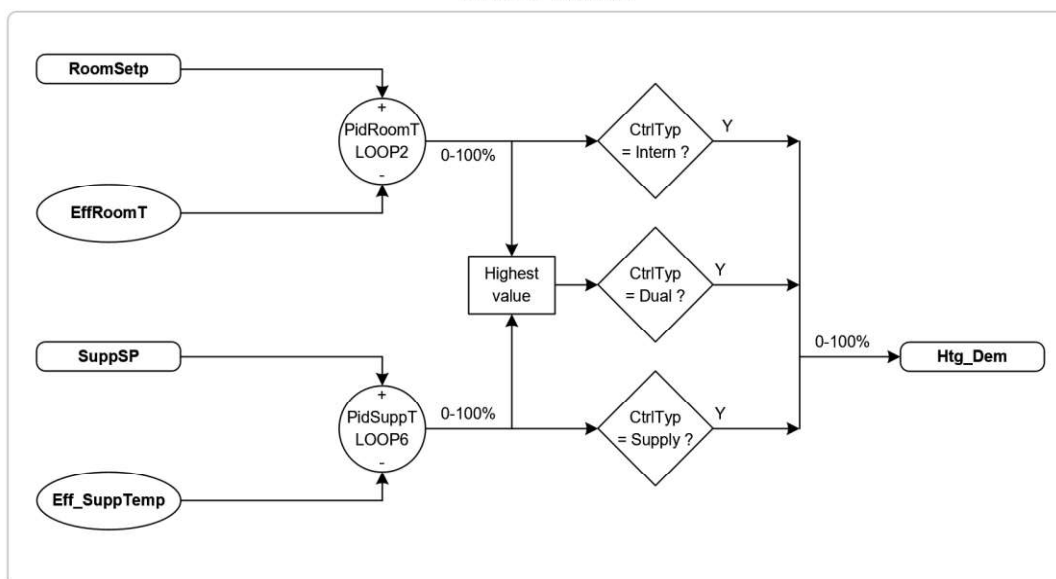 RoomSetp
+
PidRoomT
LOOP2
-
0-100%
EffRoomT
CtrlTyp
= Intern ?
Y
Highest
value
CtrlTyp
= Dual ?
Y
SuppSP
+
PidSuppT
LOOP6
-
0-100%
Eff_SuppTemp
CtrlTyp
= Supply ?
Y
0-100%
Htg_Dem